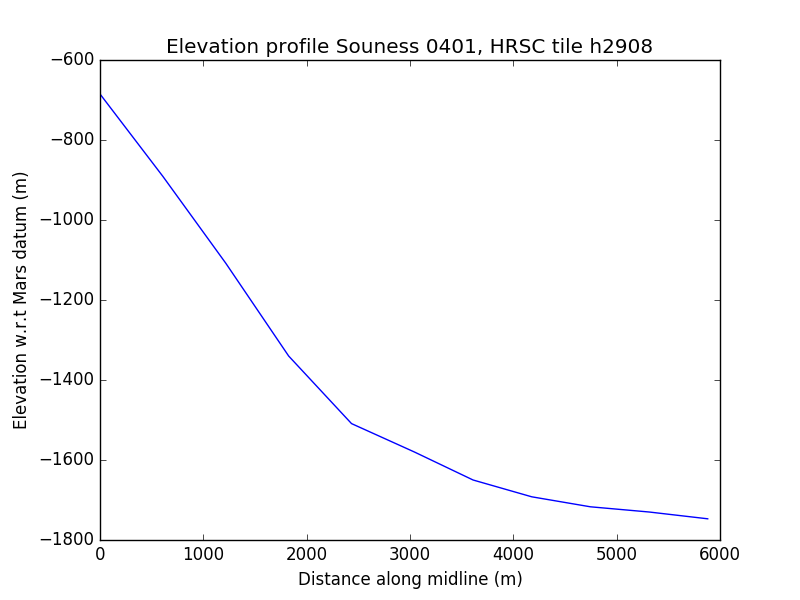 Elevation profile Souness 0401, HRSC tile h2908
−600
−800
−1000
−1200
−1400
−1600
−1800
Elevation w.r.t Mars datum (m)
0 1000 2000 3000 4000 5000 6000
Distance along midline (m)